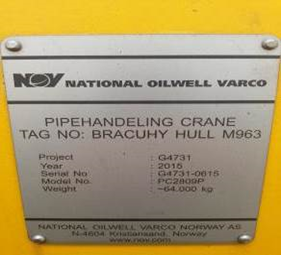 NOV NATIONAL OILWELL VARCO
PIPEHANDELING CRANE
TAG NO: BRACUHY HULL M963
Project : G4731
Year : 2015
Serial No : G4731-0615
Model No. : PC2809P
Weight : ~64.000 kg
NATIONAL OILWELL VARCO NORWAY AS
N-4604 Kristiansand, Norway
www.nov.com